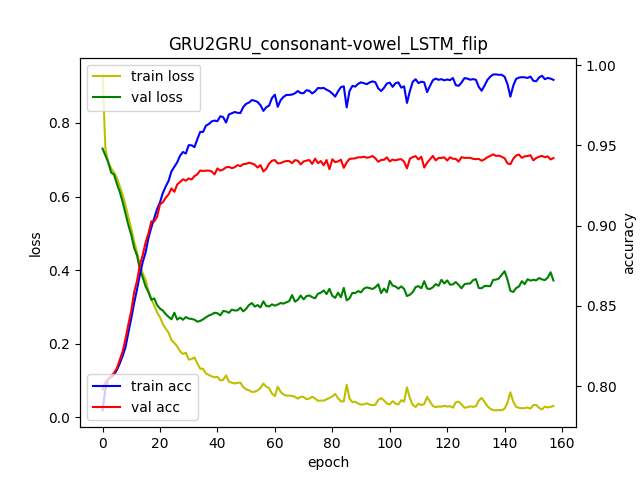 GRU2GRU_consonant-vowel_LSTM_flip
train loss
val loss
train acc
val acc
loss
0.8
0.6
0.4
0.2
0.0
accuracy
1.00
0.95
0.90
0.85
0.80
0 20 40 60 80 100 120 140 160
epoch